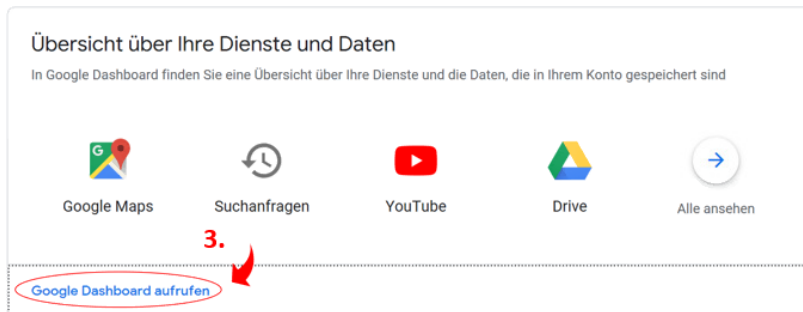 Übersicht über Ihre Dienste und Daten
In Google Dashboard finden Sie eine Übersicht über Ihre Dienste und die Daten, die in Ihrem Konto gespeichert sind
G
Google Maps
Suchanfragen
YouTube
Drive
Alle ansehen
3.
Google Dashboard aufrufen